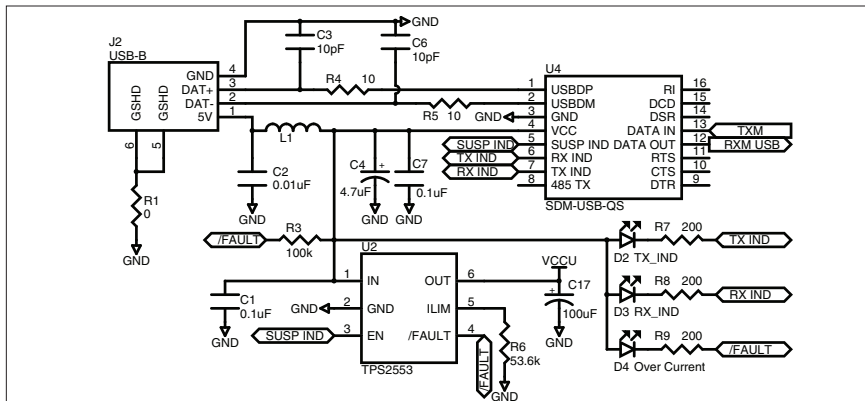 J2
USB-B
GND 4
DAT+ 3
DAT- 2
5V 1
GSHD
GSHD
6 5
R1
0
GND
C3
10pF
C6
10pF
GND
R4 10
R5 10
L1
C2
0.01uF
GND
C4
4.7uF
+
GND
C7
0.1uF
GND
GND
U4
1 USBDP RI 16
2 USBDM DCD 15
3 GND DSR 14
4 VCC DATA IN 13 TXM
SUSP IND 5 SUSP IND DATA OUT 12 RXM USB
TX IND 6 RX IND RTS 11
RX IND 7 TX IND CTS 10
8 485 TX DTR 9
SDM-USB-QS
/FAULT
R3
100k
U2
1 IN OUT 6
GND 2 GND ILIM 5
SUSP IND 3 EN /FAULT 4
TPS2553
C1
0.1uF
GND
VCCU
C17
+
100uF
GND
R6
53.6k
GND
/FAULT
R7 200
D2 TX_IND
TX IND
R8 200
D3 RX_IND
RX IND
R9 200
D4 Over Current
/FAULT